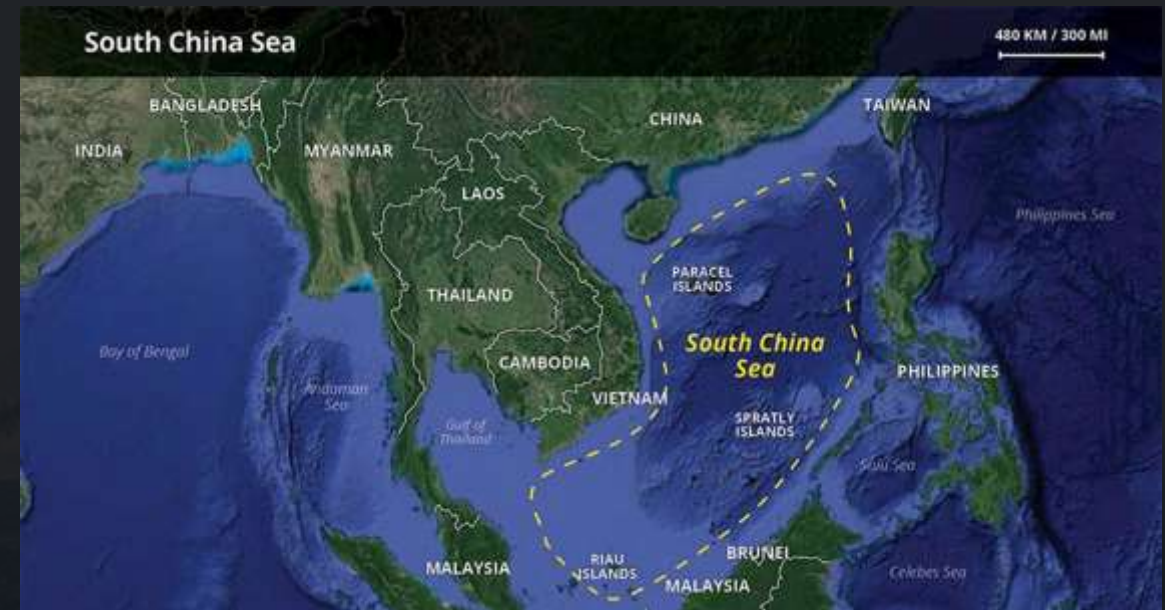 South China Sea
480 KM / 300 MI
BANGLADESH
TAIWAN
CHINA
INDIA
MYANMAR
LAOS
Philippines Sea
PARACEL
ISLANDS
THAILAND
South China
Sea
Bay of Bengal
CAMBODIA
PHILIPPINES
Andaman
Sea
VIETNAM
Gulf of
Thailand
SPRATLY
ISLANDS
Sulu Sea
BRUNEI
RIAU
ISLANDS
MALAYSIA
Celebes Sea
MALAYSIA